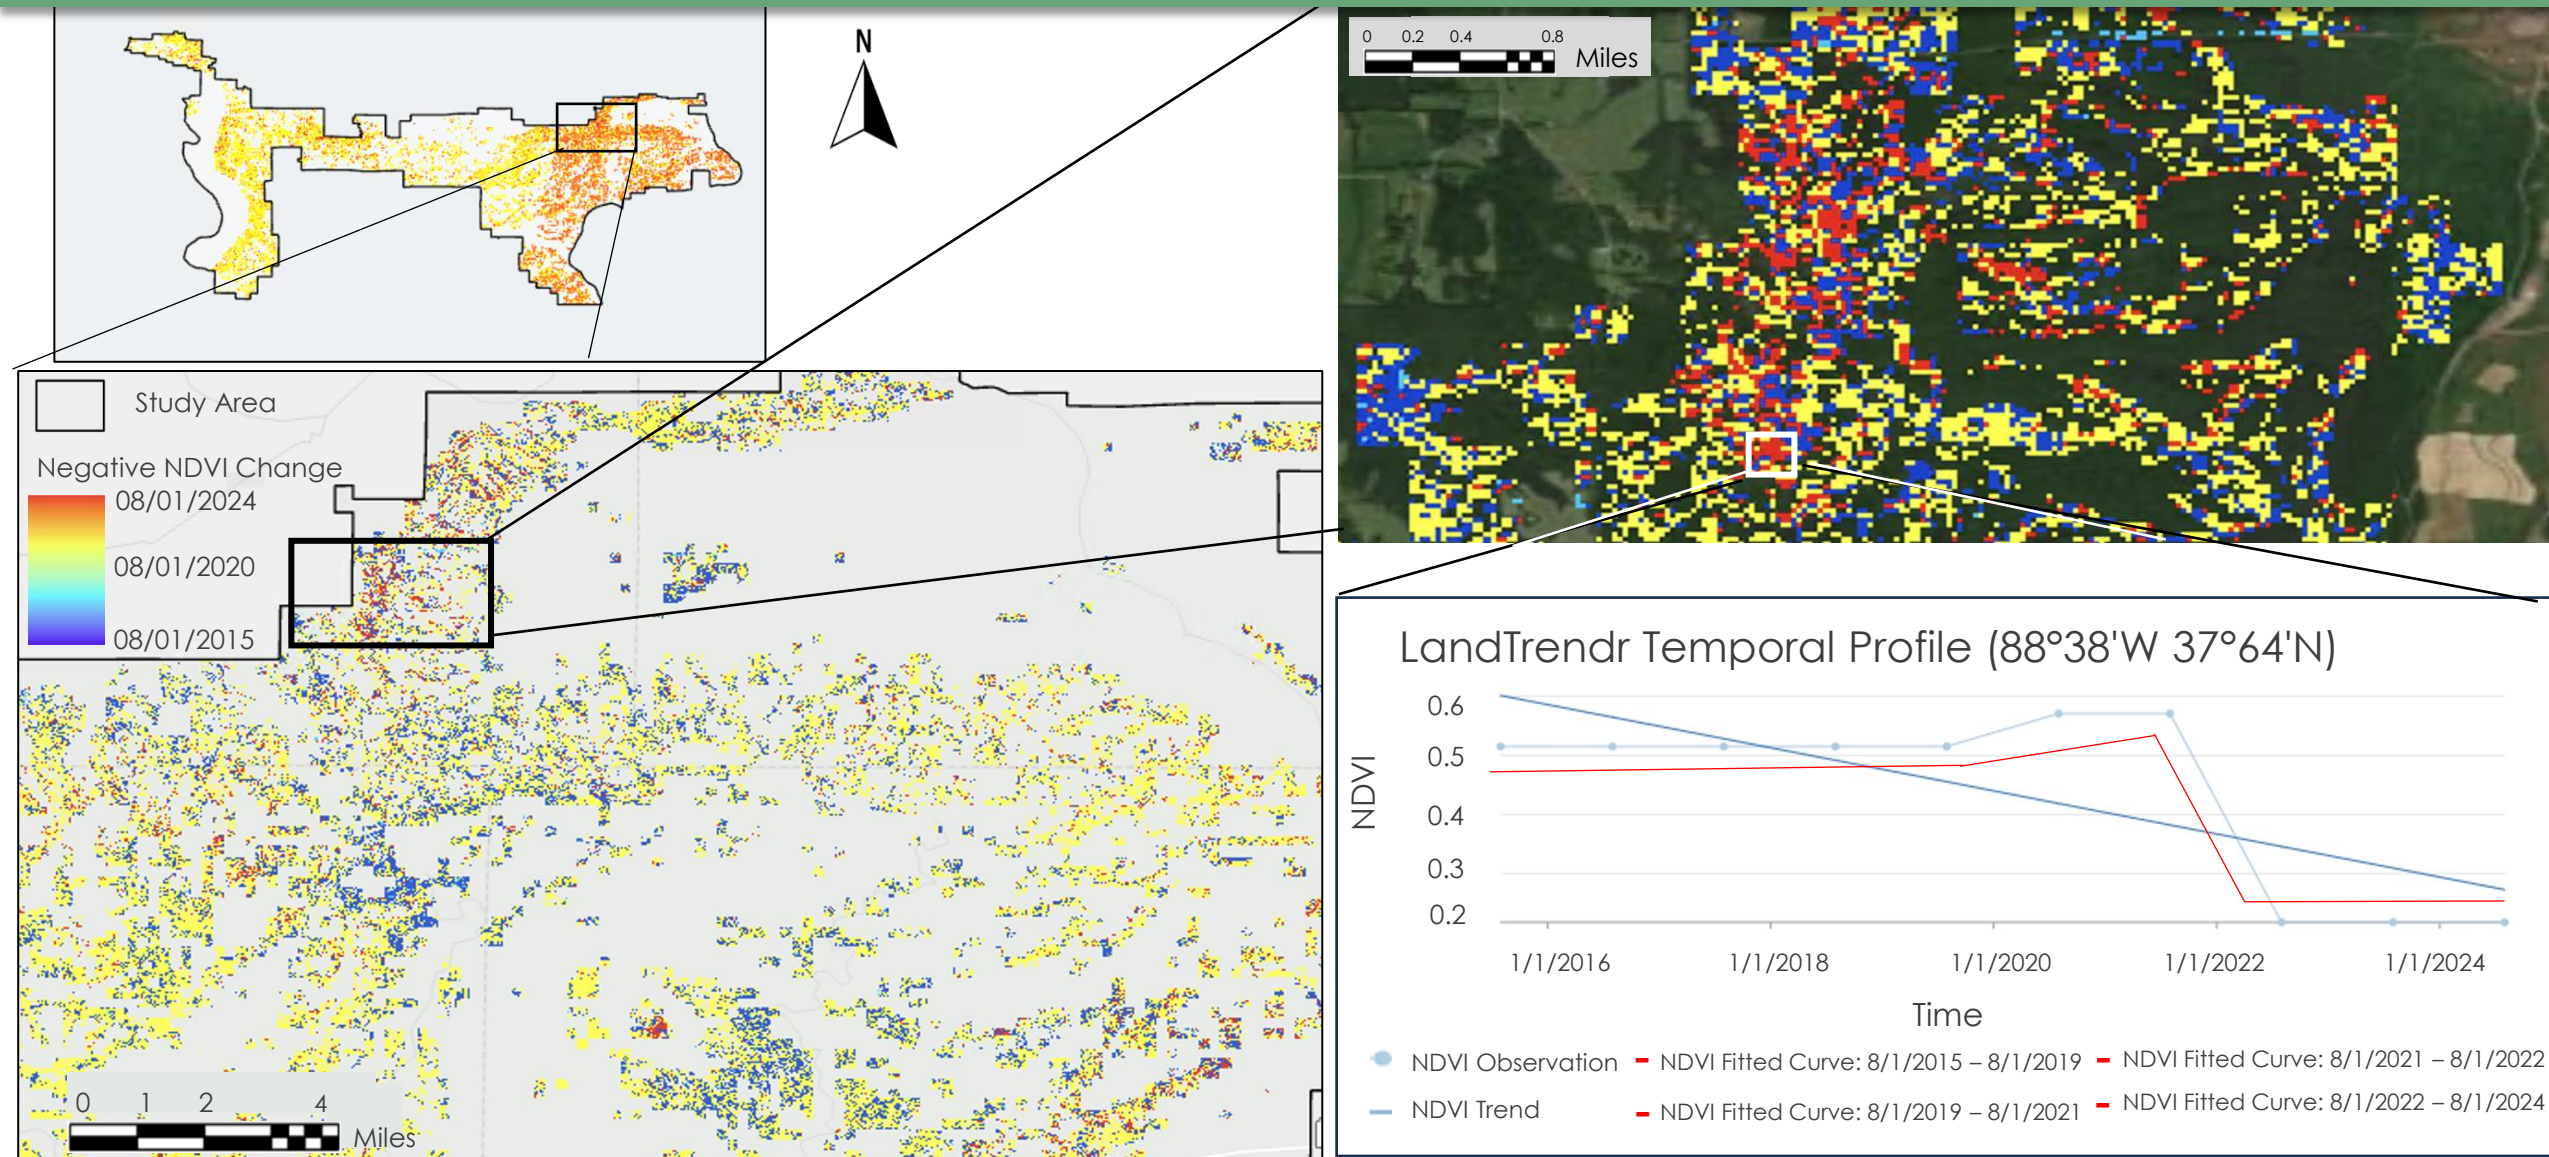 N
0 0.2 0.4 0.8
Miles
Study Area
Negative NDVI Change
08/01/2024
08/01/2020
08/01/2015
0 1 2 4
Miles
LandTrendr Temporal Profile (88°38'W 37°64'N)
NDVI
0.6
0.5
0.4
0.3
0.2
1/1/2016 1/1/2018 1/1/2020 1/1/2022 1/1/2024
Time
NDVI Observation NDVI Fitted Curve: 8/1/2015 – 8/1/2019 NDVI Fitted Curve: 8/1/2021 – 8/1/2022
NDVI Trend NDVI Fitted Curve: 8/1/2019 – 8/1/2021 NDVI Fitted Curve: 8/1/2022 – 8/1/2024